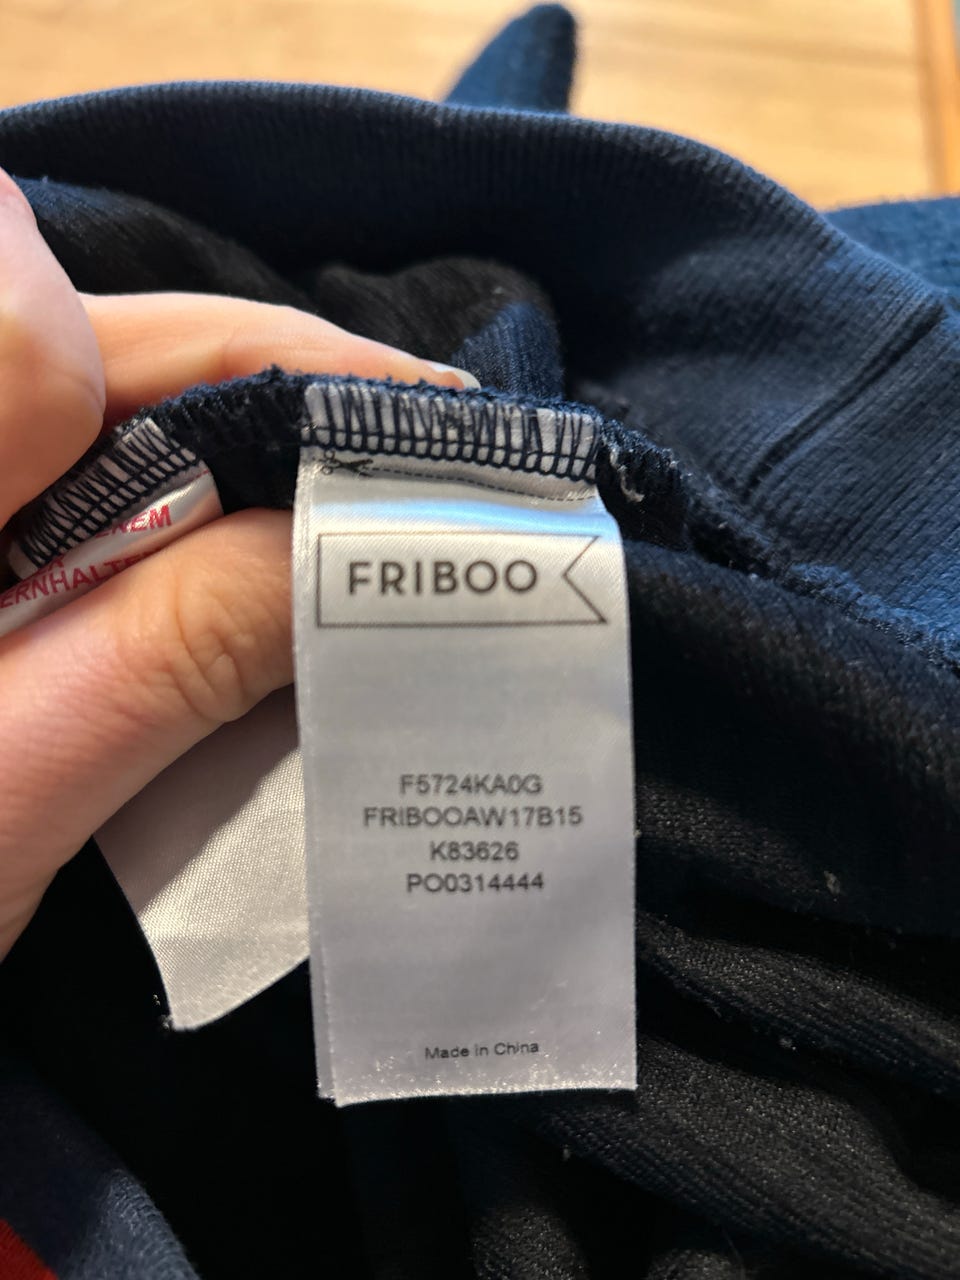 FRIBOO
F5724KA0G
FRIBOOAW17B15
K83626
PO0314444
Made in China